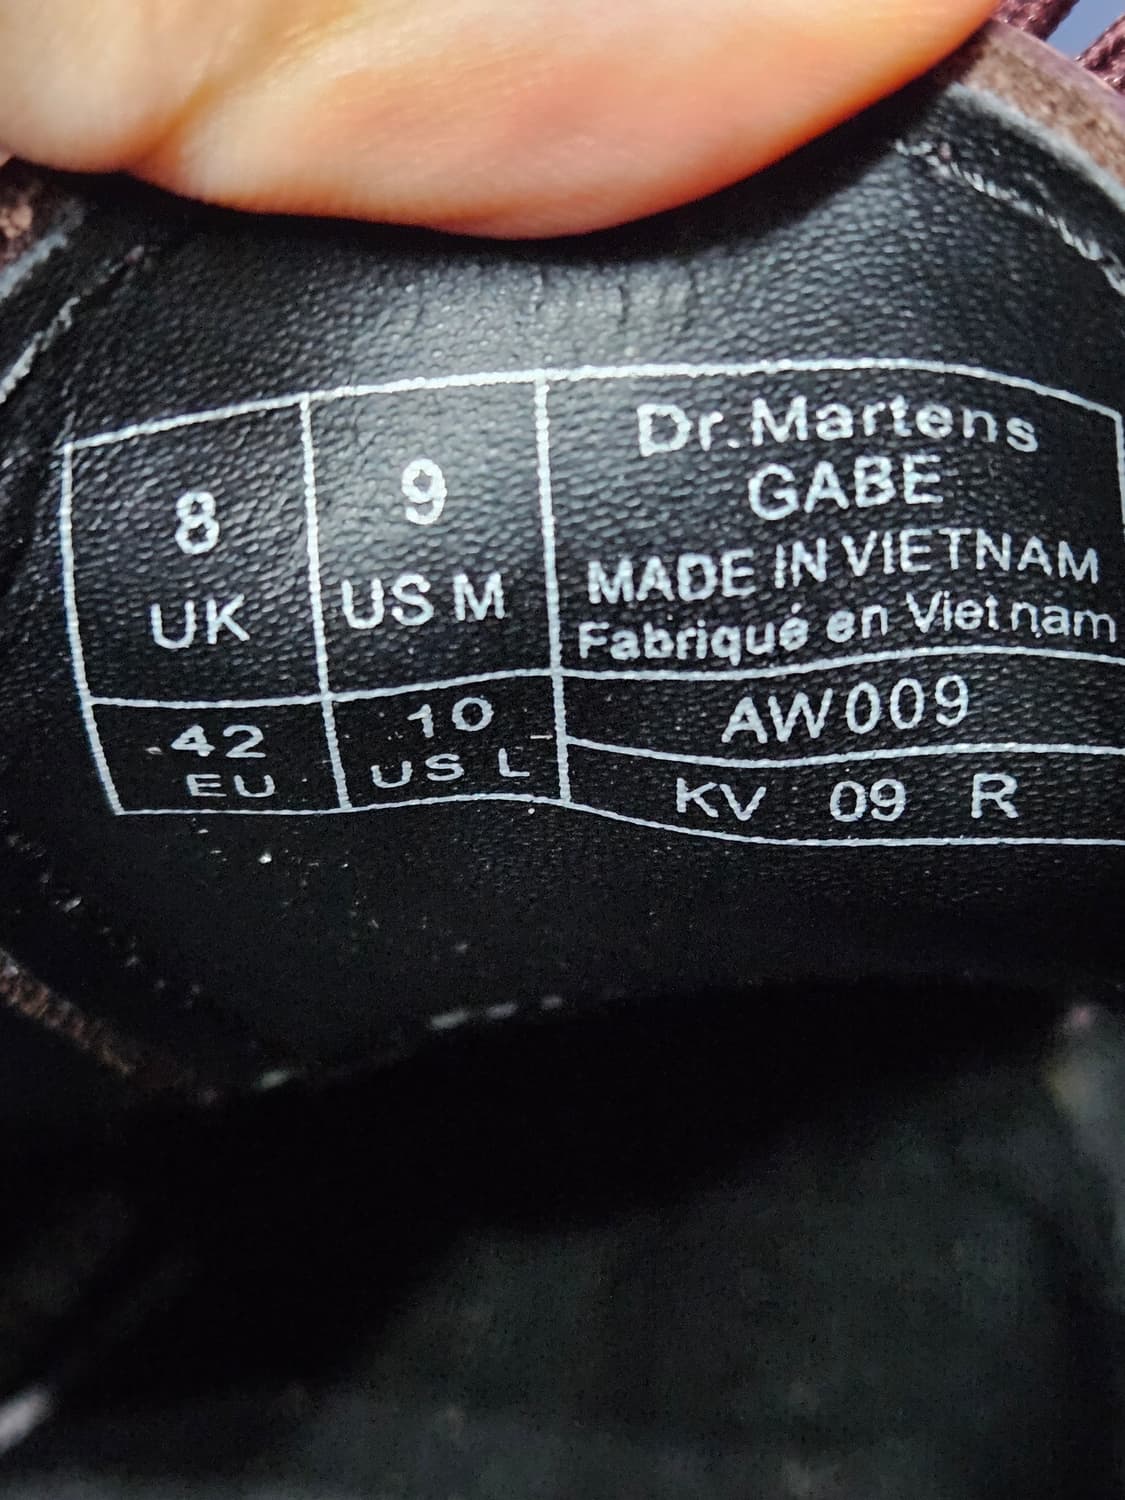 8
UK
9
US M
Dr.Martens
GABE
MADE IN VIETNAM
Fabriqué en Vietnam
42
EU
10
US L
AW009
KV 09 R